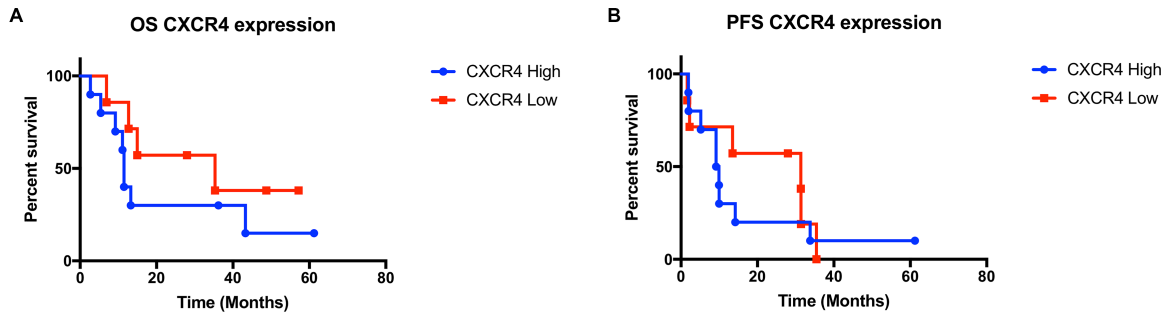 A
OS CXCR4 expression
Percent survival
100
50
0
0 20 40 60 80
Time (Months)
CXCR4 High
CXCR4 Low
B
PFS CXCR4 expression
Percent survival
100
50
0
0 20 40 60 80
Time (Months)
CXCR4 High
CXCR4 Low